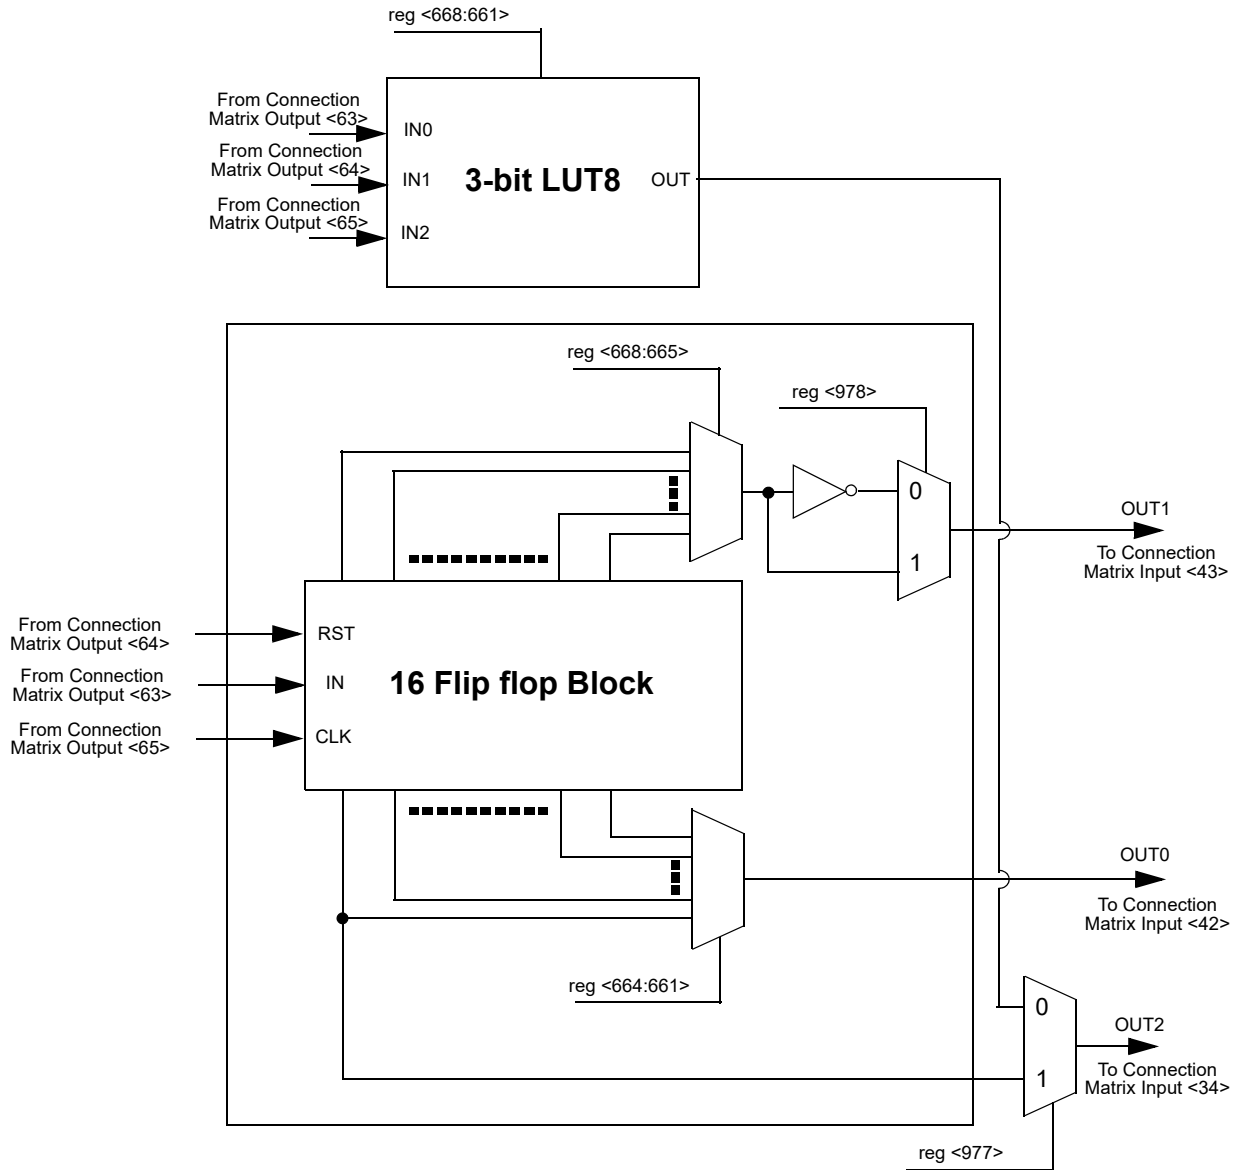 reg <668:661>
From Connection
Matrix Output <63>
IN0
From Connection
Matrix Output <64>
IN1
3-bit LUT8
OUT
From Connection
Matrix Output <65>
IN2
reg <668:665>
reg <978>
0
OUT1
1
To Connection
Matrix Input <43>
From Connection
Matrix Output <64>
RST
From Connection
Matrix Output <63>
IN
16 Flip flop Block
From Connection
Matrix Output <65>
CLK
OUT0
To Connection
Matrix Input <42>
reg <664:661>
0
OUT2
1
To Connection
Matrix Input <34>
reg <977>